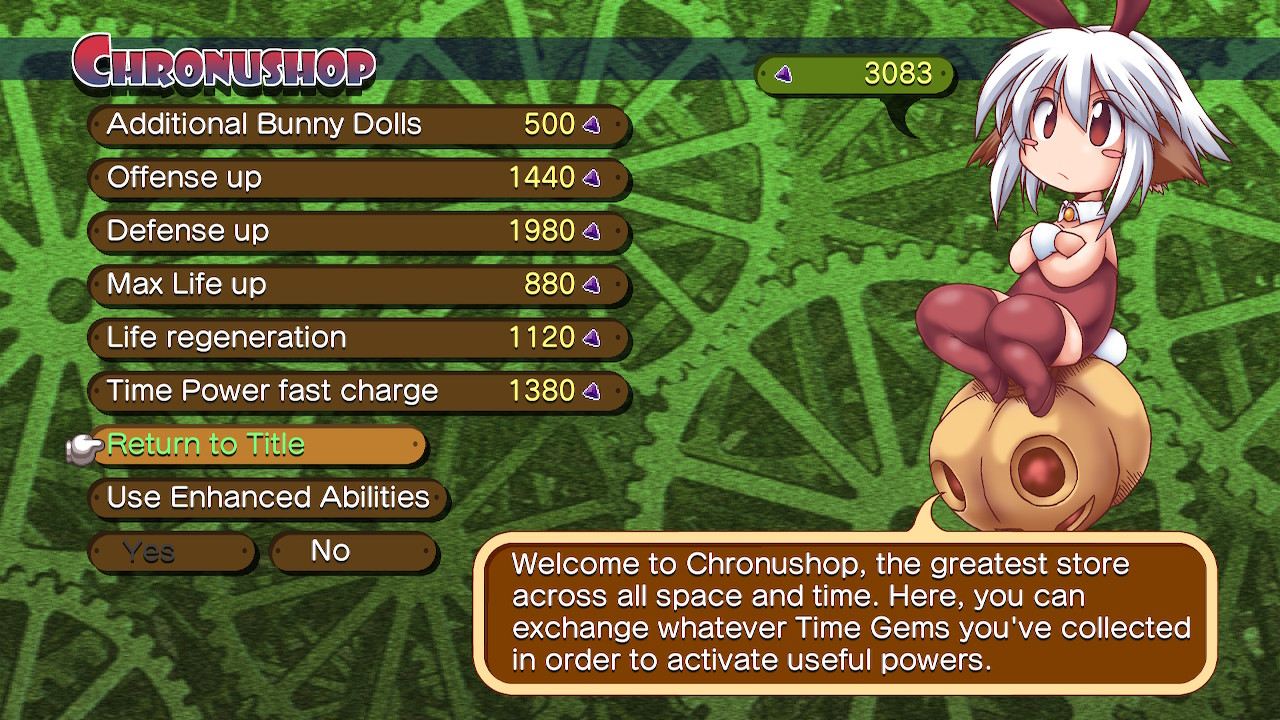 CHRONUSHOP
3083
Additional Bunny Dolls 500
Offense up 1440
Defense up 1980
Max Life up 880
Life regeneration 1120
Time Power fast charge 1380
Return to Title
Use Enhanced Abilities
Yes No
Welcome to Chronushop, the greatest store
across all space and time. Here, you can
exchange whatever Time Gems you've collected
in order to activate useful powers.